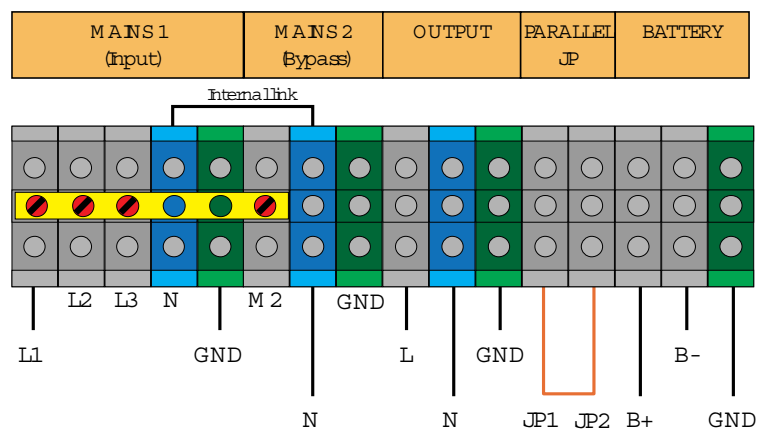 MAINS1 (Input)
MAINS2 (Bypass)
OUTPUT
PARALLEL JP
BATTERY
Internal link
L2 L3 N M2 GND
L1 GND L GND B-
N N JP1 JP2 B+ GND